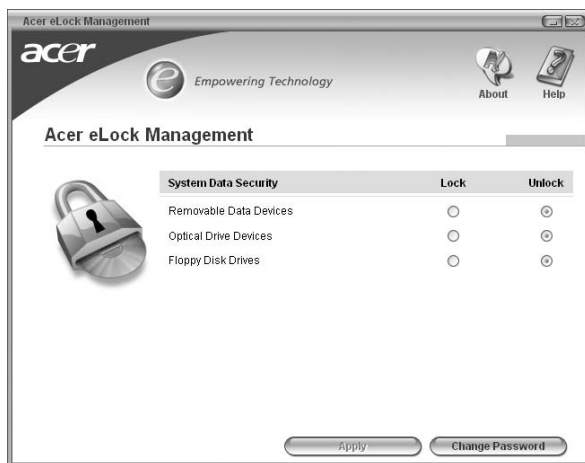 Acer eLock Management
acer
e Empowering Technology
About Help
Acer eLock Management
System Data Security Lock Unlock
Removable Data Devices
Optical Drive Devices
Floppy Disk Drives
Apply Change Password